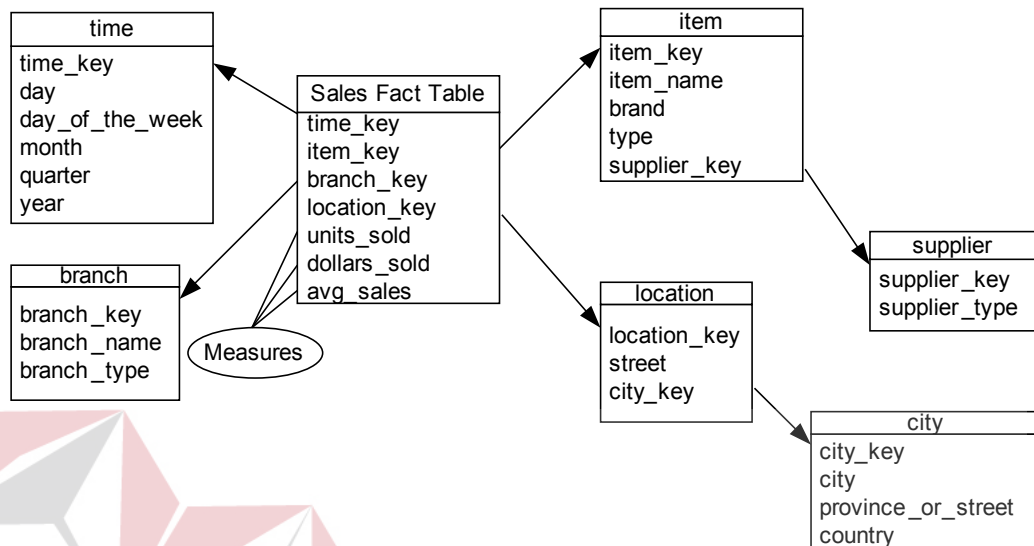 time
time_key
day
day_of_the_week
month
quarter
year
Sales Fact Table
time_key
item_key
branch_key
location_key
units_sold
dollars_sold
avg_sales
Measures
branch
branch_key
branch_name
branch_type
item
item_key
item_name
brand
type
supplier_key
supplier
supplier_key
supplier_type
location
location_key
street
city_key
city
city_key
city
province_or_street
country